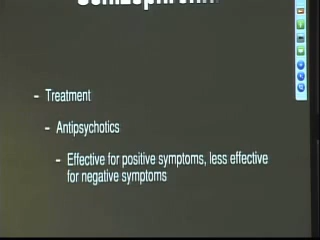 - Treatment
- Antipsychotics
- Effective for positive symptoms, less effective
for negative symptoms